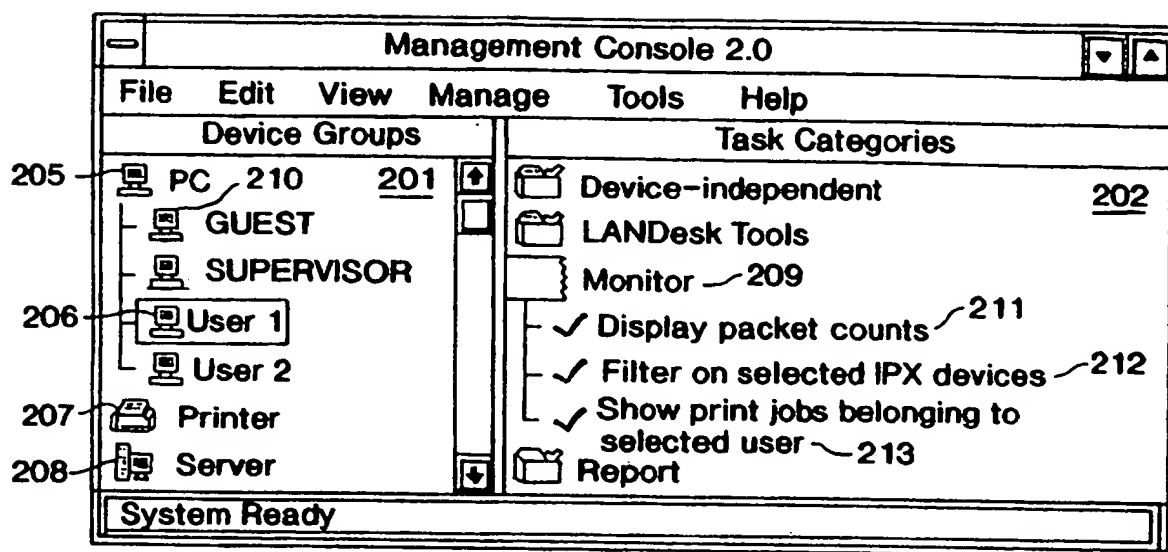 Management Console 2.0
File Edit View Manage Tools Help
Device Groups
205 PC 210 201
GUEST
SUPERVISOR
206 User 1
User 2
207 Printer
208 Server
Task Categories
Device-independent 202
LANDesk Tools
Monitor 209
Display packet counts 211
Filter on selected IPX devices 212
Show print jobs belonging to
selected user 213
Report
System Ready